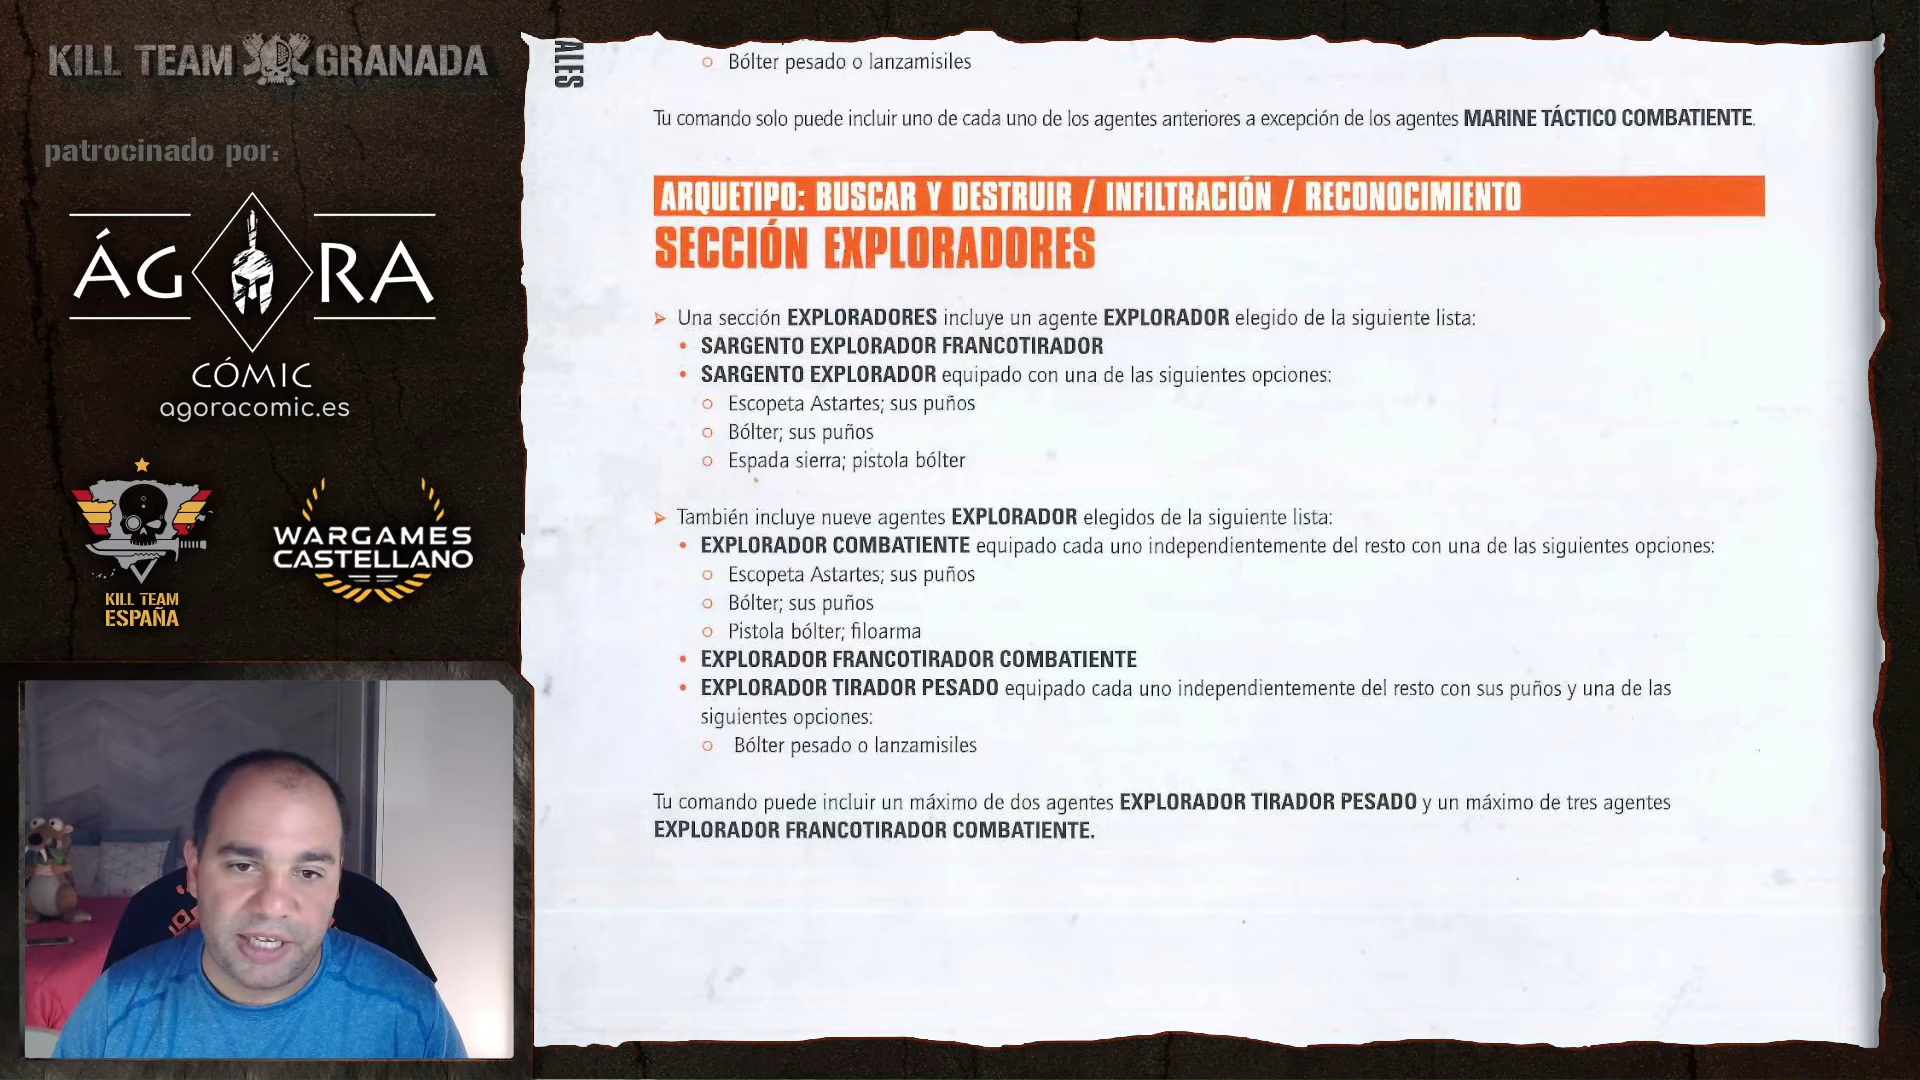 KILL TEAM GRANADA
patrocinado por:
ÁGORA
CÓMIC
agoracomic.es
KILL TEAM
ESPAÑA
WARGAMES
CASTELLANO
ALES
○ Bólter pesado o lanzamisiles
Tu comando solo puede incluir uno de cada uno de los agentes anteriores a excepción de los agentes MARINE TÁCTICO COMBATIENTE.
ARQUETIPO: BUSCAR Y DESTRUIR / INFILTRACIÓN / RECONOCIMIENTO
SECCIÓN EXPLORADORES
➤ Una sección EXPLORADORES incluye un agente EXPLORADOR elegido de la siguiente lista:
• SARGENTO EXPLORADOR FRANCOTIRADOR
• SARGENTO EXPLORADOR equipado con una de las siguientes opciones:
○ Escopeta Astartes; sus puños
○ Bólter; sus puños
○ Espada sierra; pistola bólter
➤ También incluye nueve agentes EXPLORADOR elegidos de la siguiente lista:
• EXPLORADOR COMBATIENTE equipado cada uno independientemente del resto con una de las siguientes opciones:
○ Escopeta Astartes; sus puños
○ Bólter; sus puños
○ Pistola bólter; filoarma
• EXPLORADOR FRANCOTIRADOR COMBATIENTE
• EXPLORADOR TIRADOR PESADO equipado cada uno independientemente del resto con sus puños y una de las
siguientes opciones:
○ Bólter pesado o lanzamisiles
Tu comando puede incluir un máximo de dos agentes EXPLORADOR TIRADOR PESADO y un máximo de tres agentes
EXPLORADOR FRANCOTIRADOR COMBATIENTE.